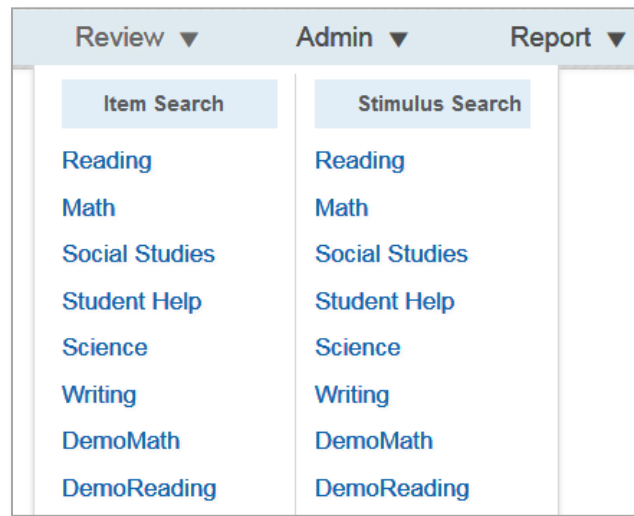 Review ▼ Admin ▼ Report ▼
Item Search
Reading
Math
Social Studies
Student Help
Science
Writing
DemoMath
DemoReading
Stimulus Search
Reading
Math
Social Studies
Student Help
Science
Writing
DemoMath
DemoReading